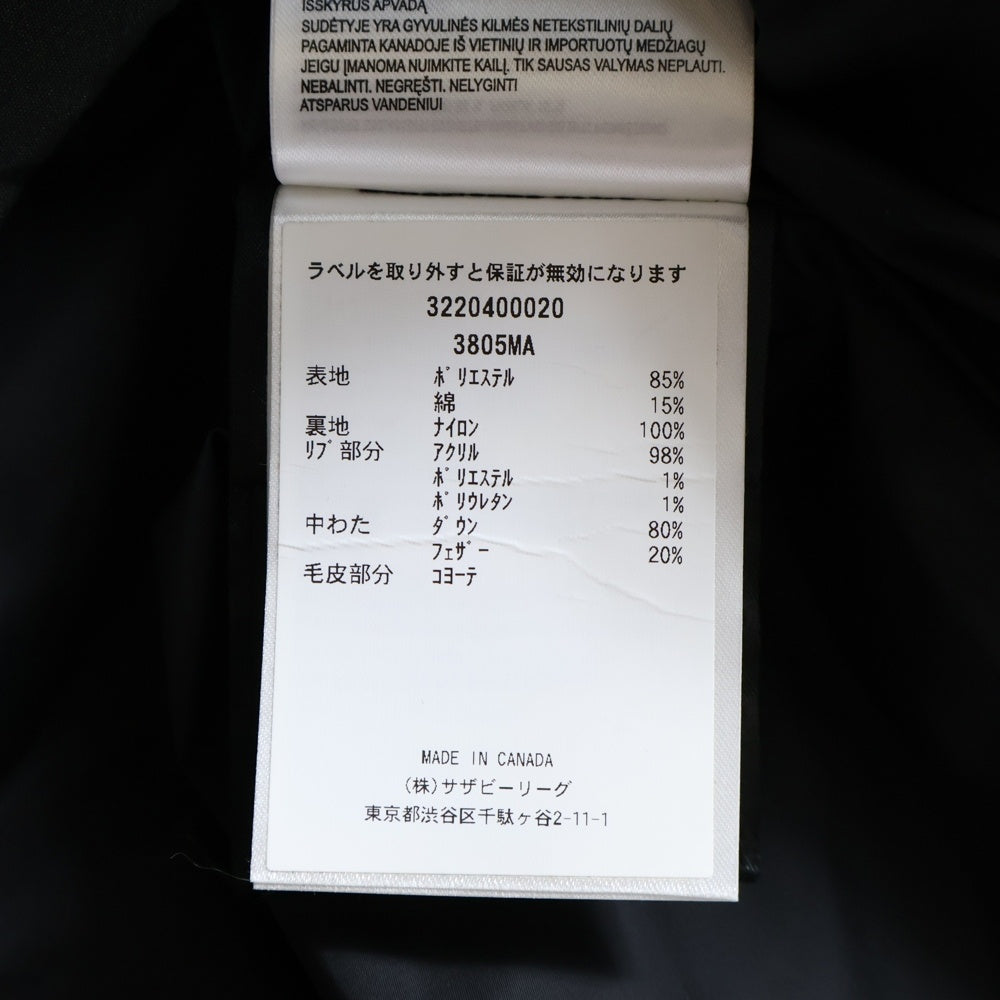 IŠSKYRUS APVADĄ
SUDĖTYJE YRA GYVULINĖS KILMĖS NETEKSTILINIŲ DALIŲ
PAGAMINTA KANADOJE IŠ VIETINIŲ IR IMPORTUOTŲ MEDŽIAGŲ
JEIGU ĮMANOMA NUIMKITE KAILĮ. TIK SAUSAS VALYMAS NEPLAUTI.
NEBALINTI. NEGRĘŠTI. NELYGINTI
ATSPARUS VANDENIUI
ラベルを取り外すと保証が無効になります
3220400020
3805MA
表地 ﾎﾟﾘｴｽﾃﾙ 85%
綿 15%
裏地 ﾅｲﾛﾝ 100%
ﾘﾌﾞ部分 ｱｸﾘﾙ 98%
ﾎﾟﾘｴｽﾃﾙ 1%
ﾎﾟﾘｳﾚﾀﾝ 1%
中わた ﾀﾞｳﾝ 80%
ﾌｪｻﾞｰ 20%
毛皮部分 ｺﾖｰﾃ
MADE IN CANADA
(株)サザビーリーグ
東京都渋谷区千駄ヶ谷2-11-1